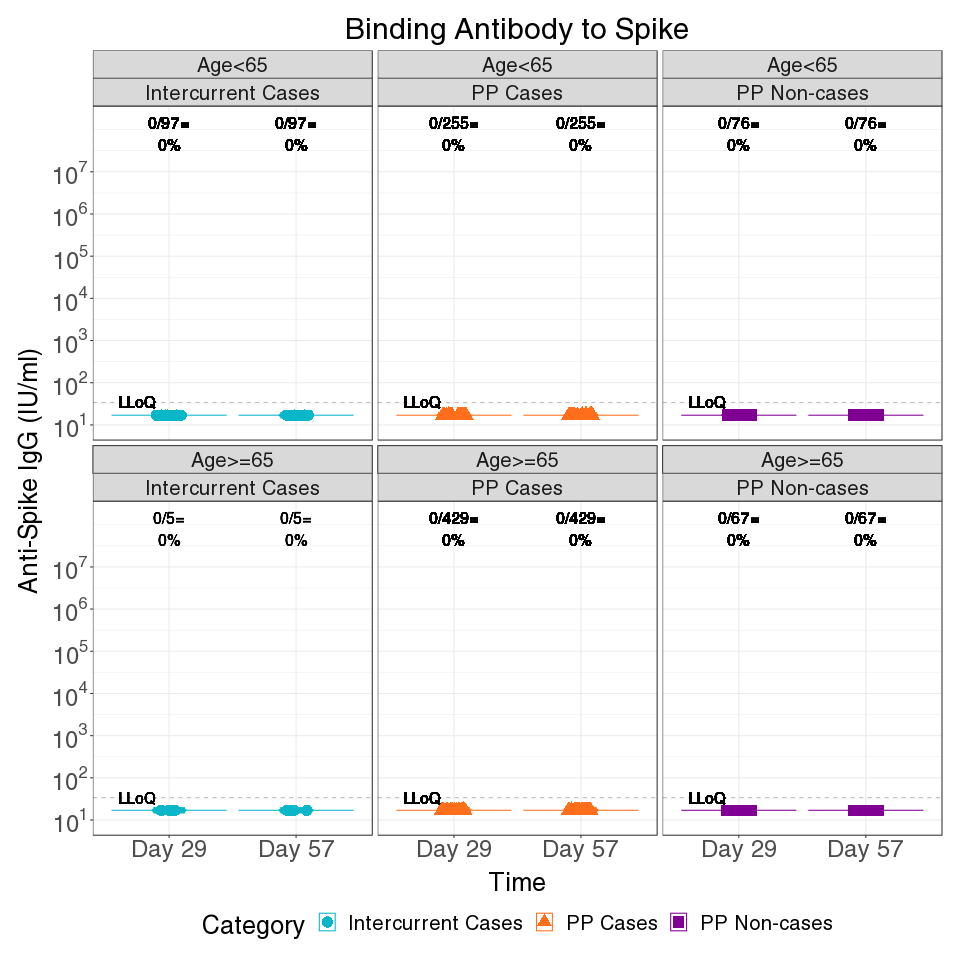 Binding Antibody to Spike
Age<65 Age<65 Age<65
Intercurrent Cases PP Cases PP Non-cases
0/97= 0/97= 0/255= 0/255= 0/76= 0/76=
0% 0% 0% 0% 0% 0%
10^7
10^6
10^5
10^4
10^3
10^2
LLoQ LLoQ LLoQ
10^1
Anti-Spike IgG (IU/ml)
Age>=65 Age>=65 Age>=65
Intercurrent Cases PP Cases PP Non-cases
0/5= 0/5= 0/429= 0/429= 0/67= 0/67=
0% 0% 0% 0% 0% 0%
10^7
10^6
10^5
10^4
10^3
10^2
LLoQ LLoQ LLoQ
10^1
Day 29 Day 57 Day 29 Day 57 Day 29 Day 57
Time
Category Intercurrent Cases PP Cases PP Non-cases